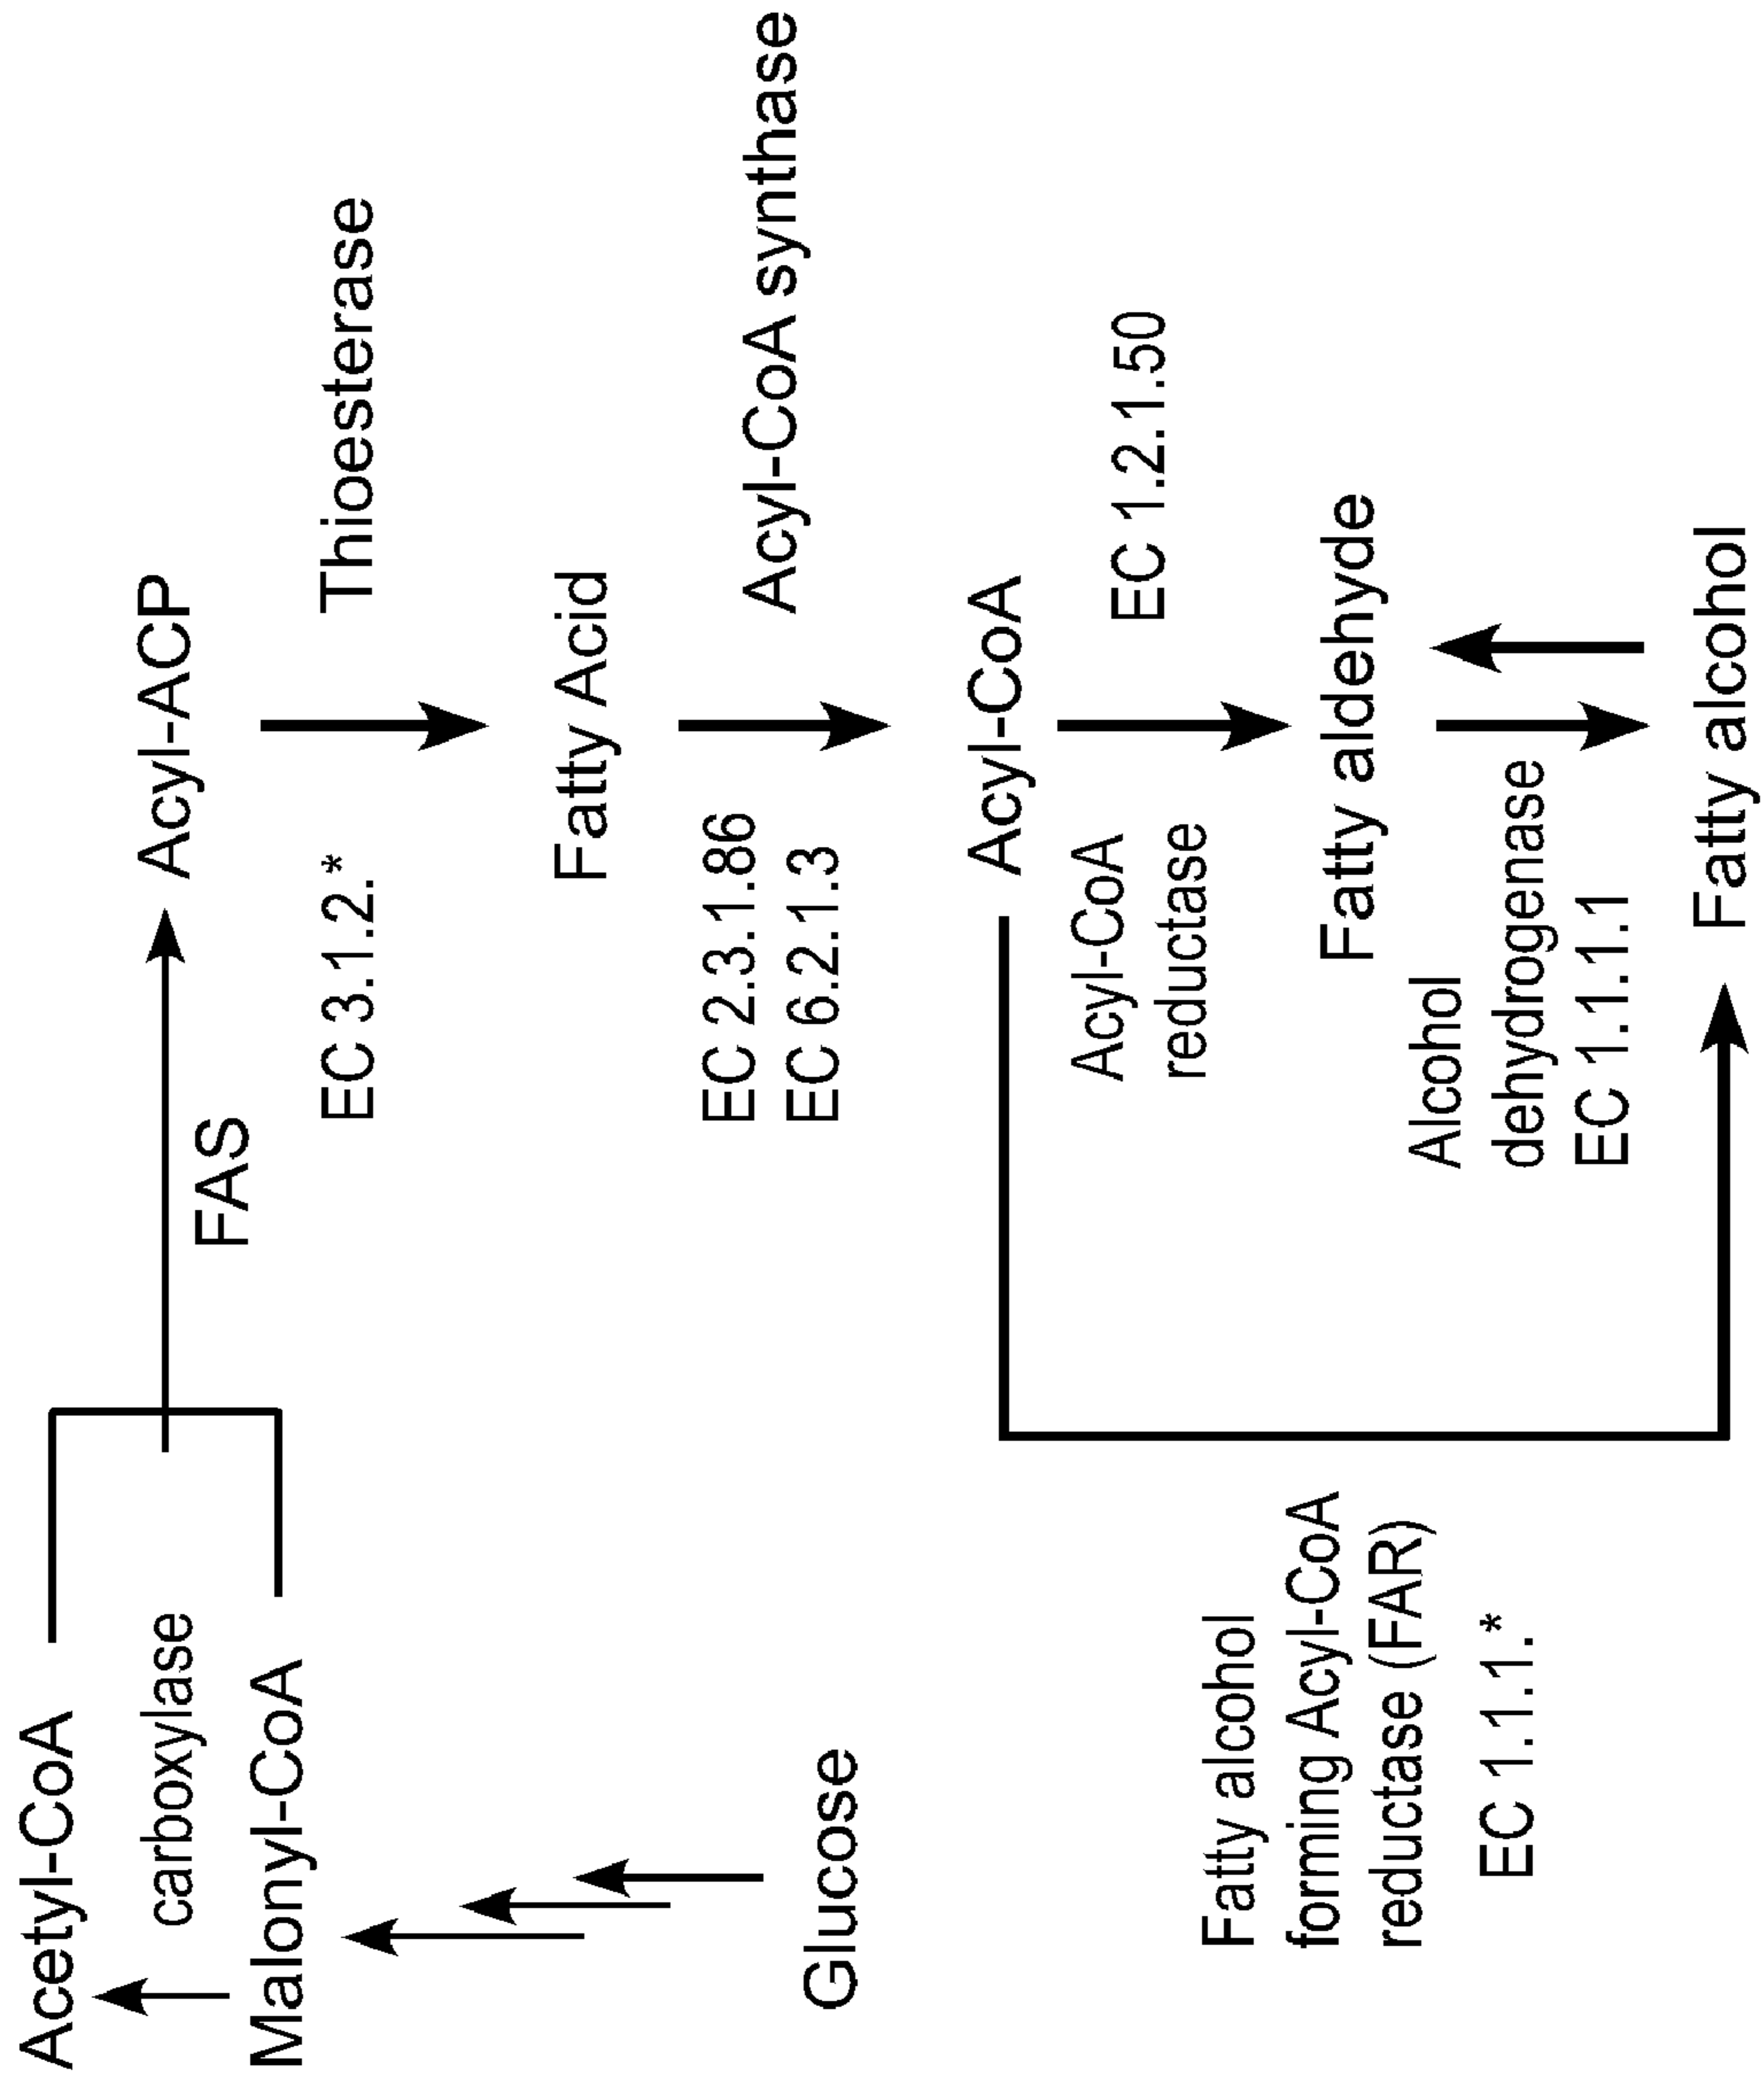 Acetyl-CoA
carboxylase
Malonyl-CoA
Glucose
FAS
Acyl-ACP
EC 3.1.2.*
Thioesterase
Fatty Acid
EC 2.3.1.86
EC 6.2.1.3
Acyl-CoA synthase
Acyl-CoA
Acyl-CoA
reductase
EC 1.2.1.50
Fatty aldehyde
Fatty alcohol
forming Acyl-CoA
reductase (FAR)
EC 1.1.1.*
Alcohol
dehydrogenase
EC 1.1.1.1
Fatty alcohol